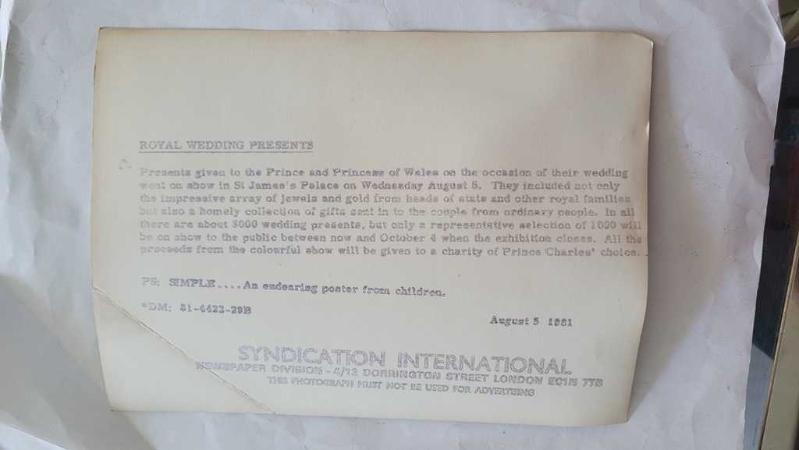 ROYAL WEDDING PRESENTS
Presents given to the Prince and Princess of Wales on the occasion of their wedding
went on show in St James's Palace on Wednesday August 5. They included not only
the impressive array of jewels and gold from heads of state and other royal families
but also a homely collection of gifts sent in to the couple from ordinary people. In all
there are about 3000 wedding presents, but only a representative selection of 1000 will
be on show to the public between now and October 4 when the exhibition closes. All the
proceeds from the colourful show will be given to a charity of Prince Charles' choice.
PS: SIMPLE.... An endearing poster from children.
*DM: 81-4423-29B
August 5 1981
SYNDICATION INTERNATIONAL
NEWSPAPER DIVISION - 4/12 DORRINGTON STREET LONDON EC1N 7TB
THIS PHOTOGRAPH MUST NOT BE USED FOR ADVERTISING